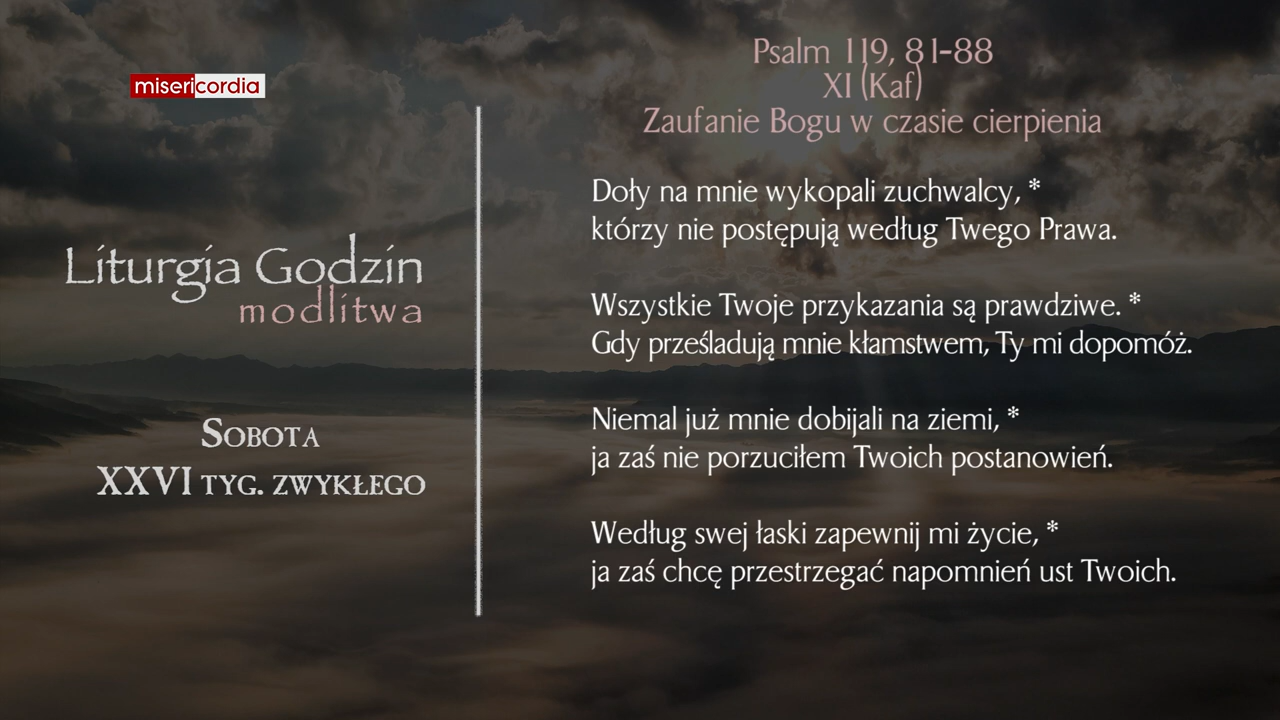 misericordia
Liturgia Godzin
modlitwa
Sobota
XXVI tyg. zwykłego
Psalm 119, 81-88
XI (Kaf)
Zaufanie Bogu w czasie cierpienia
Doły na mnie wykopali zuchwalcy, *
którzy nie postępują według Twego Prawa.
Wszystkie Twoje przykazania są prawdziwe. *
Gdy prześladują mnie kłamstwem, Ty mi dopomóż.
Niemal już mnie dobijali na ziemi, *
ja zaś nie porzuciłem Twoich postanowień.
Według swej łaski zapewnij mi życie, *
ja zaś chcę przestrzegać napomnień ust Twoich.